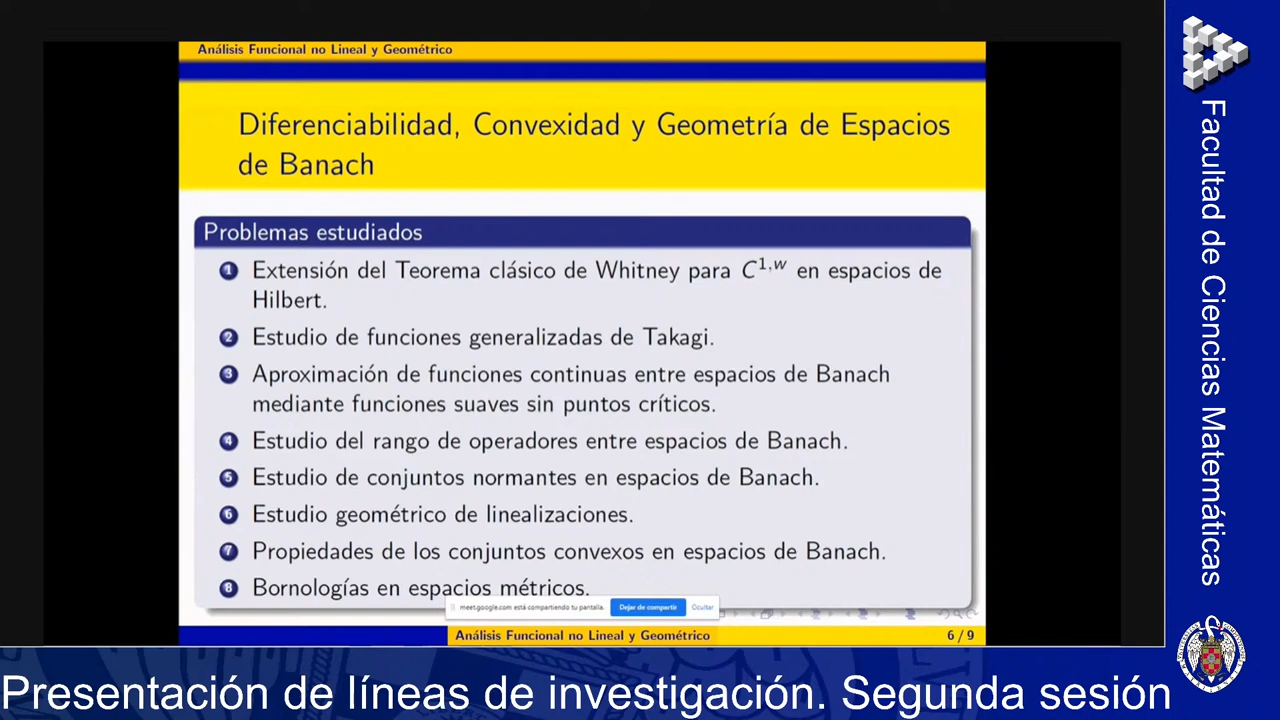 Análisis Funcional no Lineal y Geométrico
Diferenciabilidad, Convexidad y Geometría de Espacios
de Banach
Problemas estudiados
1 Extensión del Teorema clásico de Whitney para C^{1,w} en espacios de
Hilbert.
2 Estudio de funciones generalizadas de Takagi.
3 Aproximación de funciones continuas entre espacios de Banach
mediante funciones suaves sin puntos críticos.
4 Estudio del rango de operadores entre espacios de Banach.
5 Estudio de conjuntos normantes en espacios de Banach.
6 Estudio geométrico de linealizaciones.
7 Propiedades de los conjuntos convexos en espacios de Banach.
8 Bornologías en espacios métricos.
meet.google.com está compartiendo tu pantalla. Dejar de compartir Ocultar
Análisis Funcional no Lineal y Geométrico 6 / 9
Facultad de Ciencias Matemáticas
Presentación de líneas de investigación. Segunda sesión